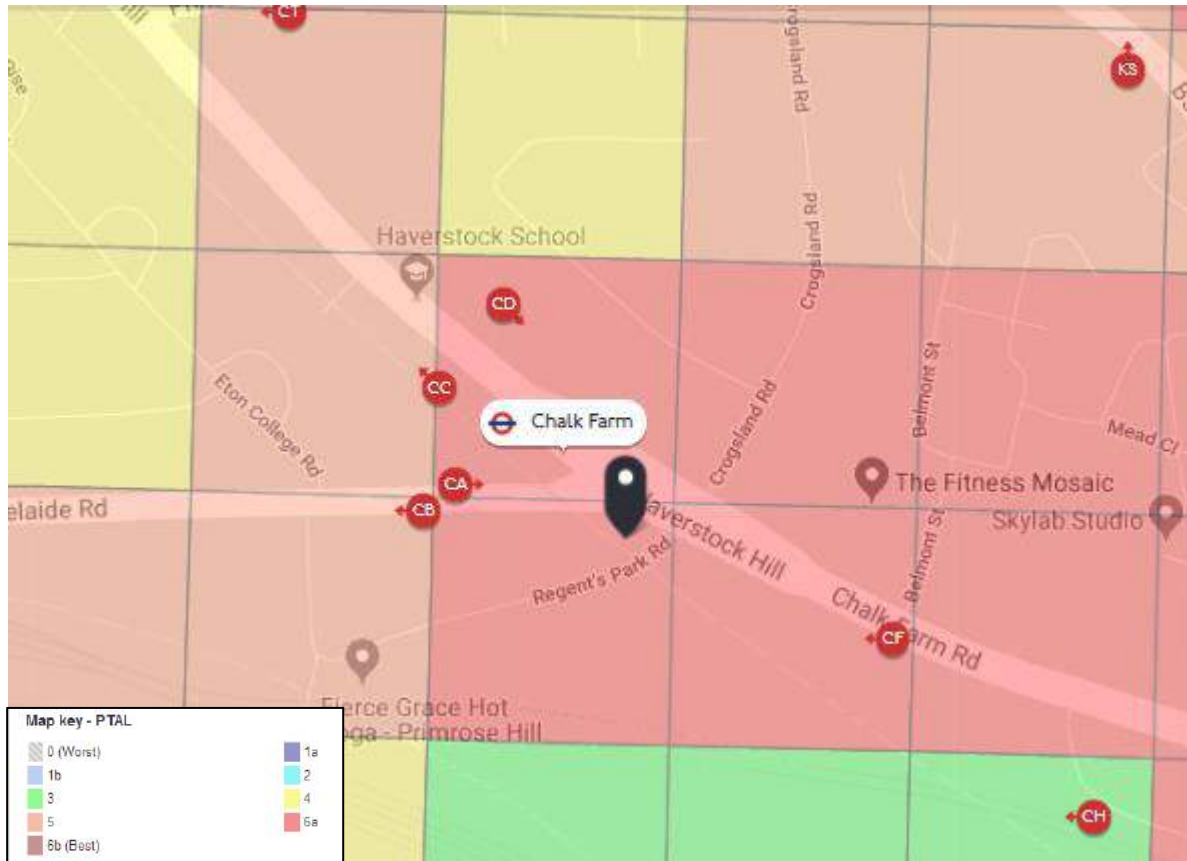 CT
Hill
Crogsland Rd
KS
Haverstock School
CD
Crogsland Rd
CC
Eton College Rd
Chalk Farm
Crogsland Rd
Belmont St
Mead Cl
CA
The Fitness Mosaic
elaide Rd
CB
Skylab Studio
Haverstock Hill
Regent's Park Rd
Belmont St
Chalk Farm Rd
CF
Fierce Grace Hot
oga - Primrose Hill
CH
Map key - PTAL
0 (Worst)
1a
1b
2
3
4
5
6a
6b (Best)